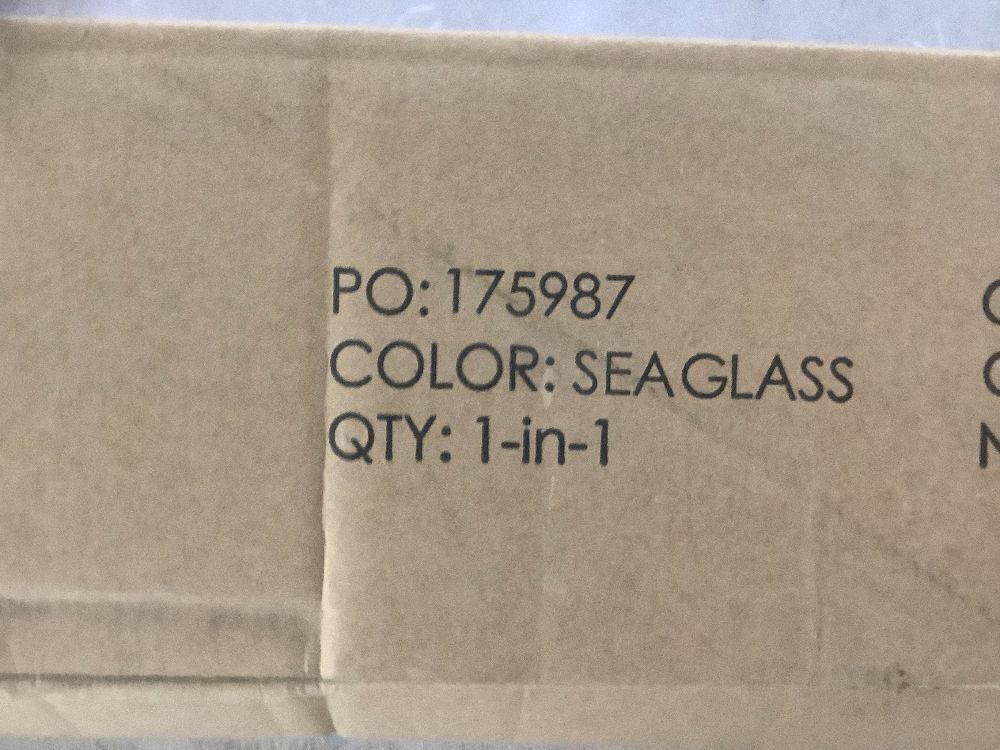 PO: 175987
COLOR: SEAGLASS
QTY: 1-in-1